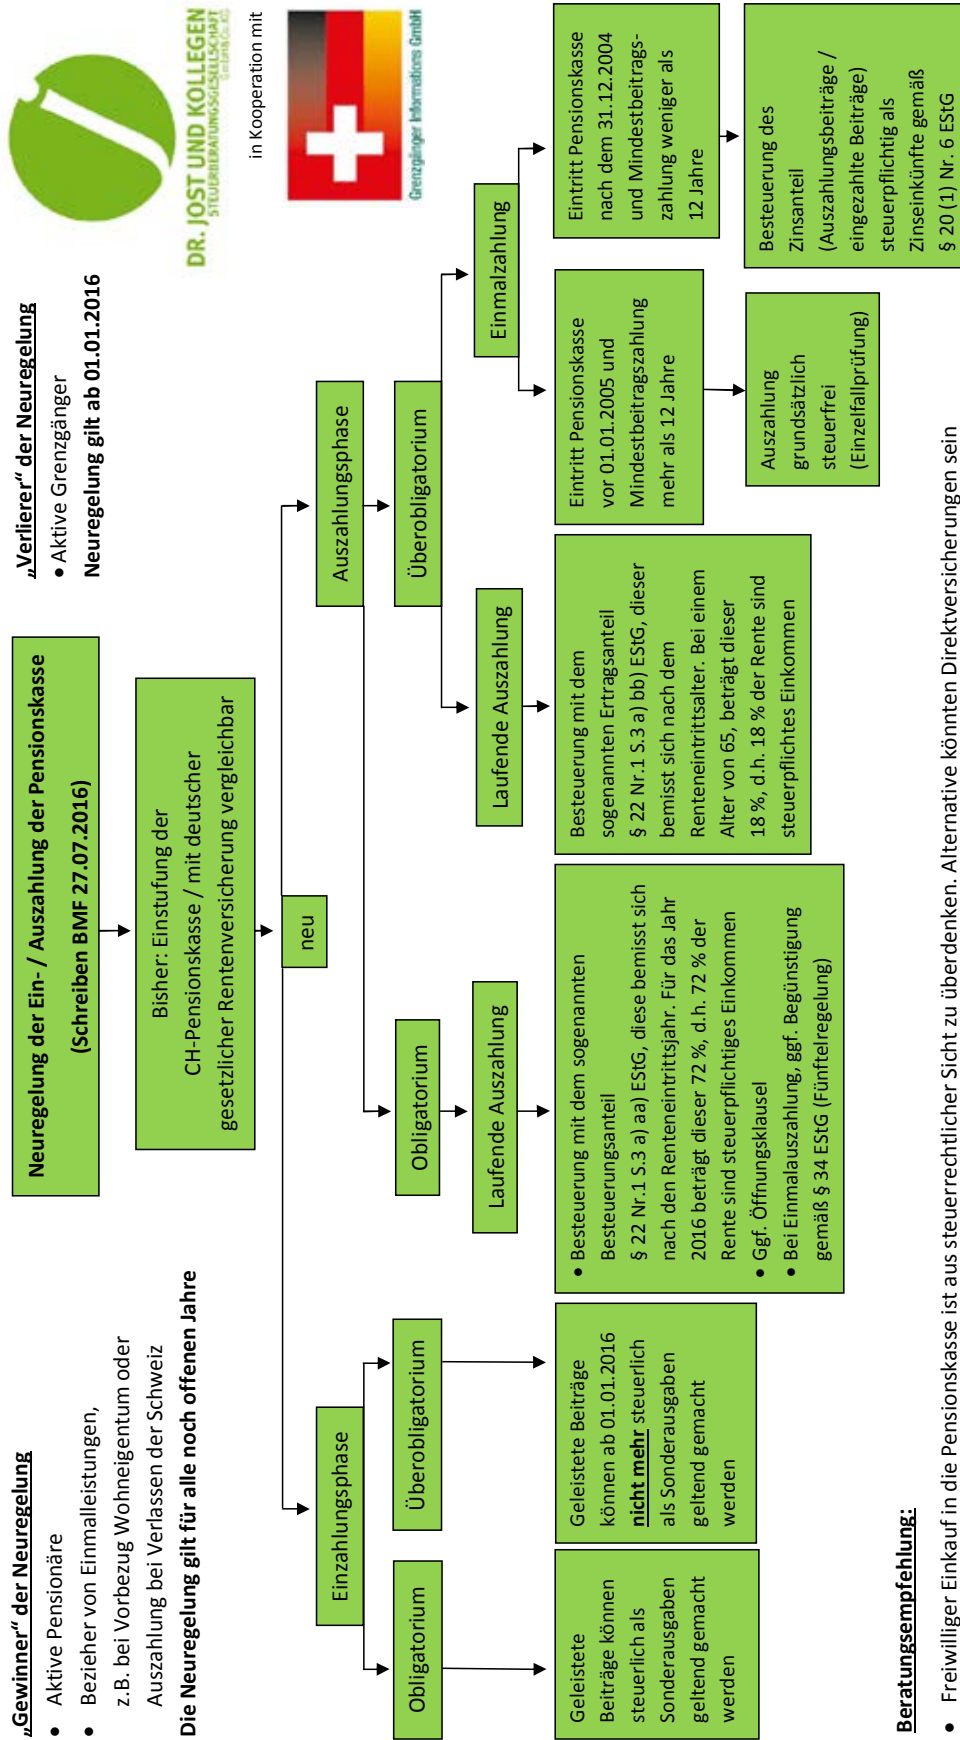 „Gewinner“ der Neuregelung
• Aktive Pensionäre
• Bezieher von Einmalleistungen,
z.B. bei Vorbezug Wohneigentum oder
Auszahlung bei Verlassen der Schweiz
Die Neuregelung gilt für alle noch offenen Jahre
Neuregelung der Ein- / Auszahlung der Pensionskasse
(Schreiben BMF 27.07.2016)
„Verlierer“ der Neuregelung
• Aktive Grenzgänger
Neuregelung gilt ab 01.01.2016
DR. JOST UND KOLLEGEN
STEUERBERATUNGSGESELLSCHAFT
GmbH & Co. KG
in Kooperation mit
Grenzgänger Informations GmbH
Bisher: Einstufung der
CH-Pensionskasse / mit deutscher
gesetzlicher Rentenversicherung vergleichbar
neu
Einzahlungsphase
Auszahlungsphase
Obligatorium
Überobligatorium
Obligatorium
Überobligatorium
Laufende Auszahlung
Laufende Auszahlung
Einmalzahlung
Geleistete
Beiträge können
steuerlich als
Sonderausgaben
geltend gemacht
werden
Geleistete Beiträge
können ab 01.01.2016
nicht mehr steuerlich
als Sonderausgaben
geltend gemacht
werden
• Besteuerung mit dem sogenannten
Besteuerungsanteil
§ 22 Nr.1 S.3 a) aa) EStG, diese bemisst sich
nach den Renteneintrittsjahr. Für das Jahr
2016 beträgt dieser 72 %, d.h. 72 % der
Rente sind steuerpflichtiges Einkommen
• Ggf. Öffnungsklausel
• Bei Einmalauszahlung, ggf. Begünstigung
gemäß § 34 EStG (Fünftelregelung)
Besteuerung mit dem
sogenannten Ertragsanteil
§ 22 Nr.1 S.3 a) bb) EStG, dieser
bemisst sich nach dem
Renteneintrittsalter. Bei einem
Alter von 65, beträgt dieser
18 %, d.h. 18 % der Rente sind
steuerpflichtes Einkommen
Eintritt Pensionskasse
vor 01.01.2005 und
Mindestbeitragszahlung
mehr als 12 Jahre
Eintritt Pensionskasse
nach dem 31.12.2004
und Mindestbeitrags-
zahlung weniger als
12 Jahre
Auszahlung
grundsätzlich
steuerfrei
(Einzelfallprüfung)
Besteuerung des
Zinsanteil
(Auszahlungsbeiträge /
eingezahlte Beiträge)
steuerpflichtig als
Zinseinkünfte gemäß
§ 20 (1) Nr. 6 EStG
Beratungsempfehlung:
• Freiwilliger Einkauf in die Pensionskasse ist aus steuerrechtlicher Sicht zu überdenken. Alternative könnten Direktversicherungen sein